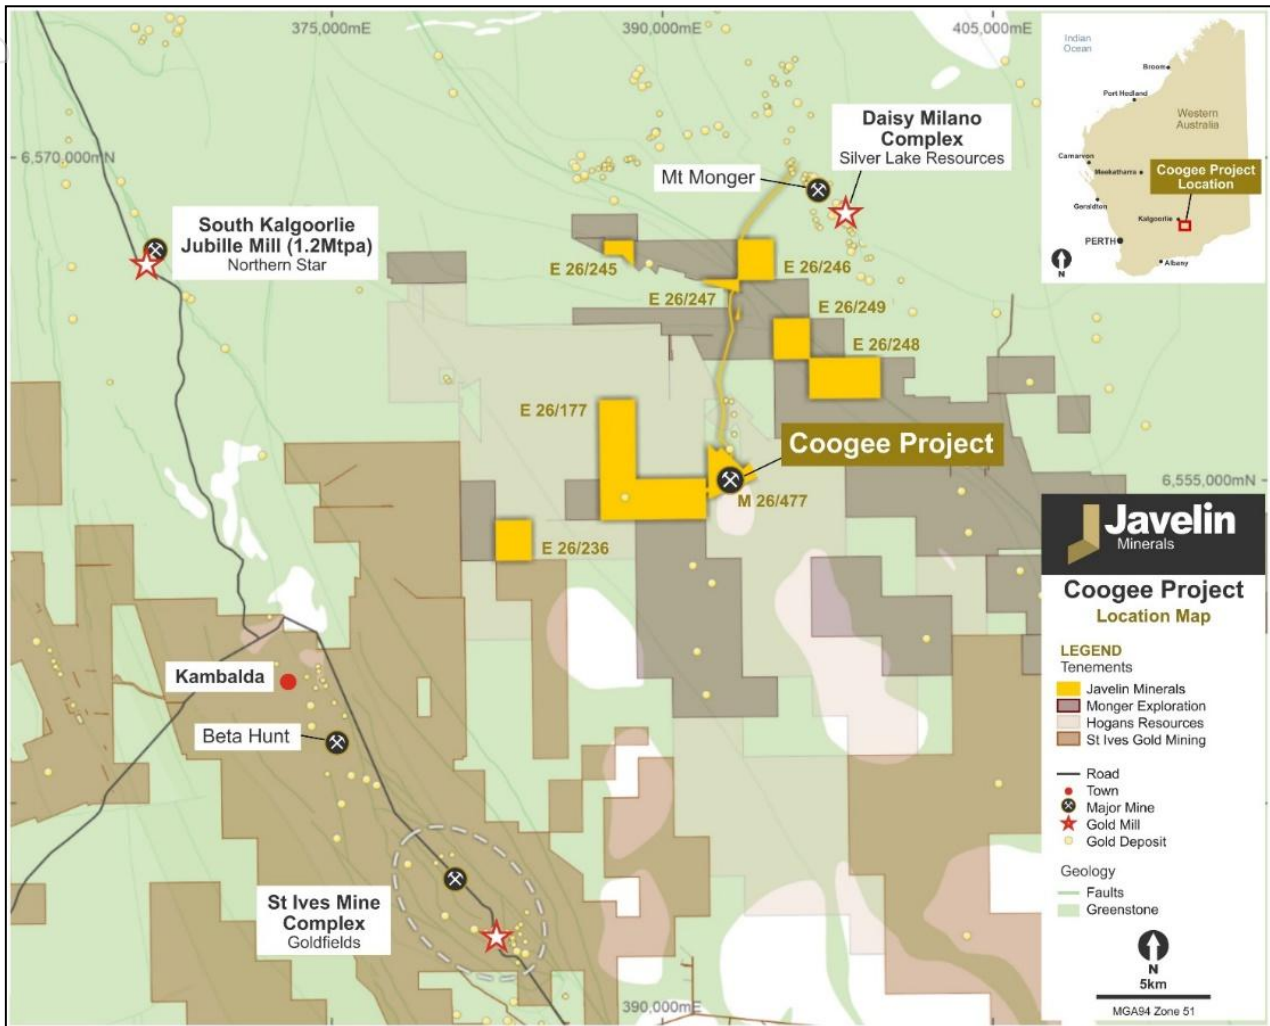 375,000mE
390,000mE
405,000mE
6,570,000mN
Daisy Milano
Complex
Silver Lake Resources
Mt Monger
South Kalgoorlie
Jubille Mill (1.2Mtpa)
Northern Star
E 26/245
E 26/246
E 26/247
E 26/249
E 26/248
E 26/177
Coogee Project
6,555,000mN
M 26/477
E 26/236
Kambalda
Beta Hunt
St Ives Mine
Complex
Goldfields
390,000mE
Indian
Ocean
Broom
Port Hedland
Western
Australia
Carnarvon
Meekatharra
Coogee Project
Location
Geraldton
Kalgoorlie
PERTH
Albany
N
Javelin
Minerals
Coogee Project
Location Map
LEGEND
Tenements
Javelin Minerals
Monger Exploration
Hogans Resources
St Ives Gold Mining
Road
Town
Major Mine
Gold Mill
Gold Deposit
Geology
Faults
Greenstone
N
5km
MGA94 Zone 51